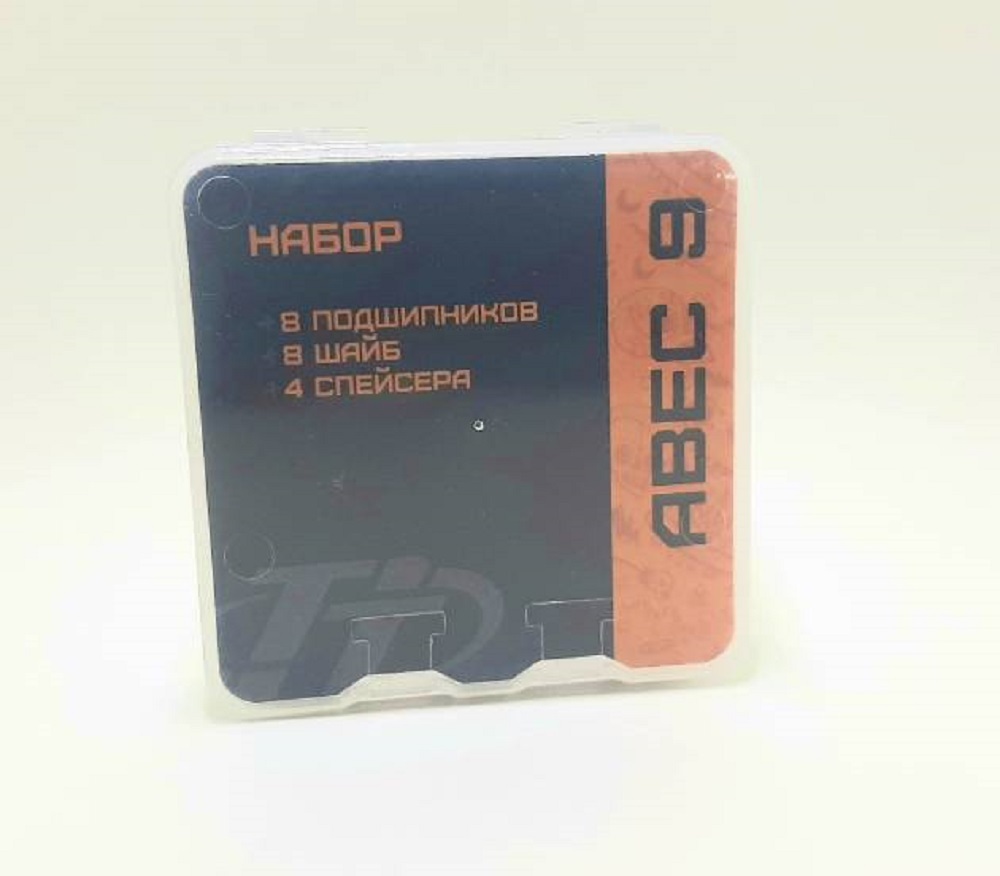 НАБОР
8 ПОДШИПНИКОВ
8 ШАЙБ
4 СПЕЙСЕРА
ABEC 9